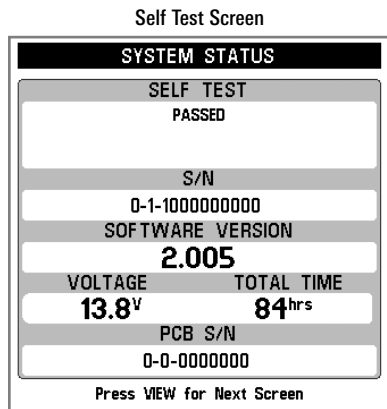 Self Test Screen
SYSTEM STATUS
SELF TEST
PASSED
S/N
0-1-1000000000
SOFTWARE VERSION
2.005
VOLTAGE TOTAL TIME
13.8V 84hrs
PCB S/N
0-0-0000000
Press VIEW for Next Screen